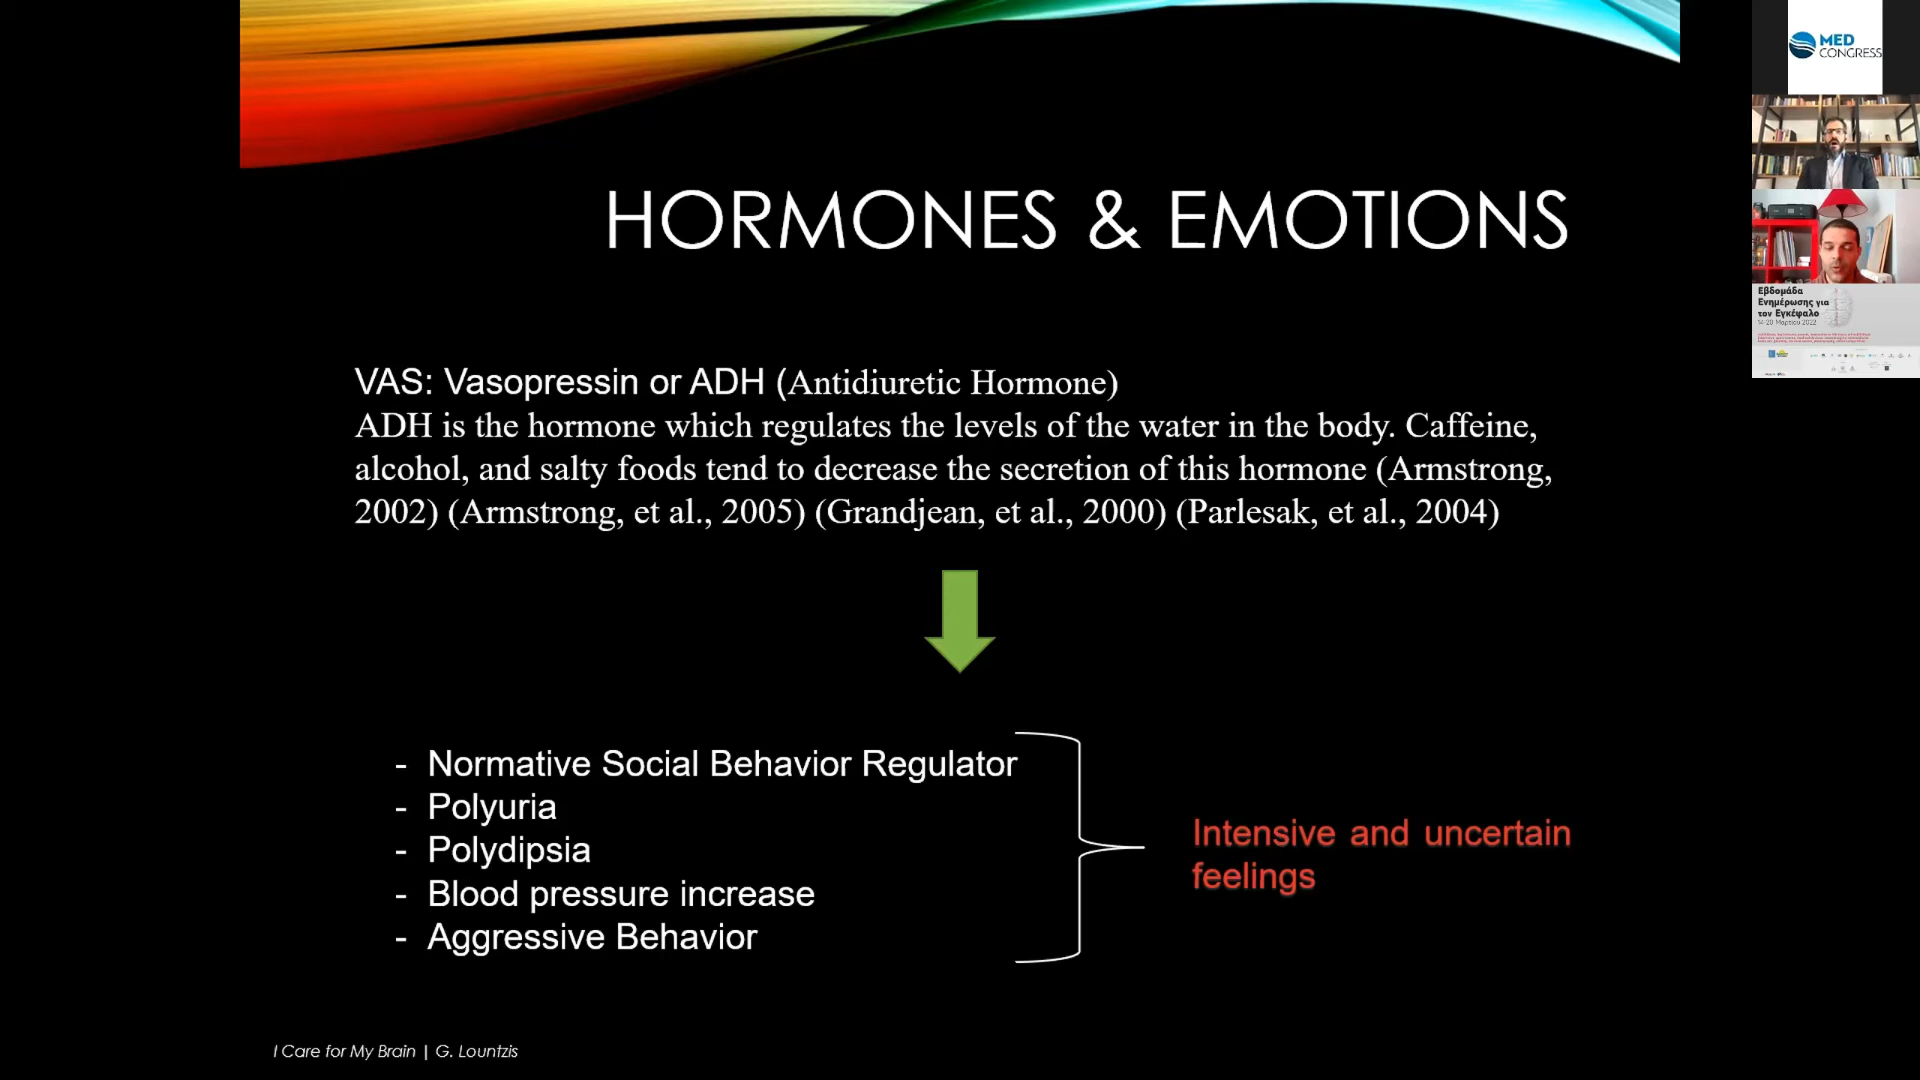 HORMONES & EMOTIONS
VAS: Vasopressin or ADH (Antidiuretic Hormone)
ADH is the hormone which regulates the levels of the water in the body. Caffeine,
alcohol, and salty foods tend to decrease the secretion of this hormone (Armstrong,
2002) (Armstrong, et al., 2005) (Grandjean, et al., 2000) (Parlesak, et al., 2004)
- Normative Social Behavior Regulator
- Polyuria
- Polydipsia
- Blood pressure increase
- Aggressive Behavior
Intensive and uncertain
feelings
I Care for My Brain | G. Lountzis
MED
CONGRESS
Εβδομάδα
Ενημέρωσης για
τον Εγκέφαλο
14-20 Μαρτίου 2022